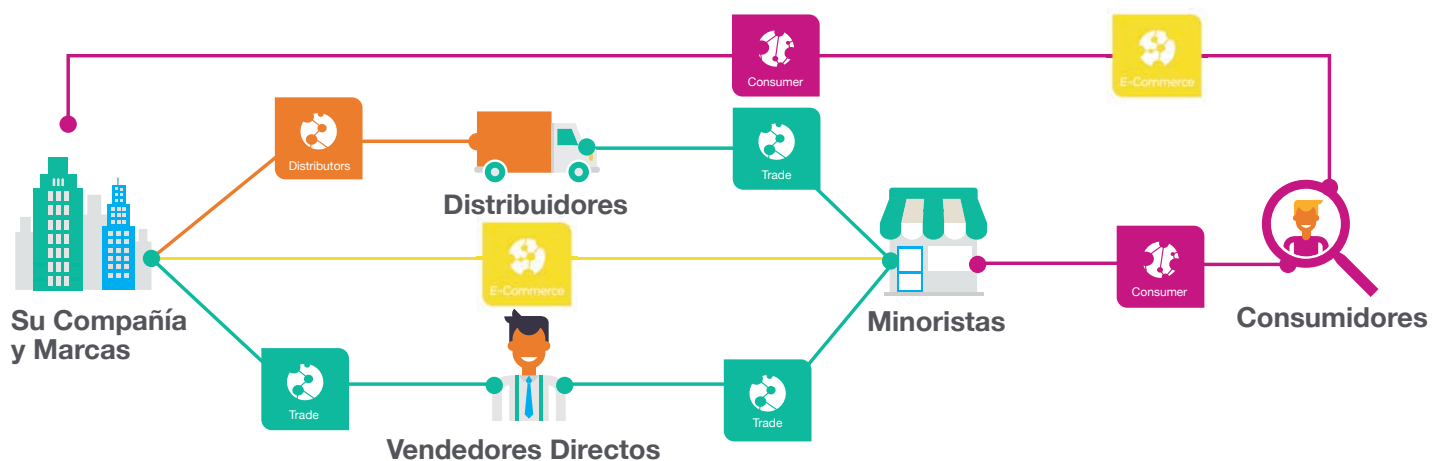 Consumer
E-Commerce
Distributors
Trade
Distribuidores
E-Commerce
Su Compañía
y Marcas
Minoristas
Consumer
Consumidores
Trade
Trade
Vendedores Directos